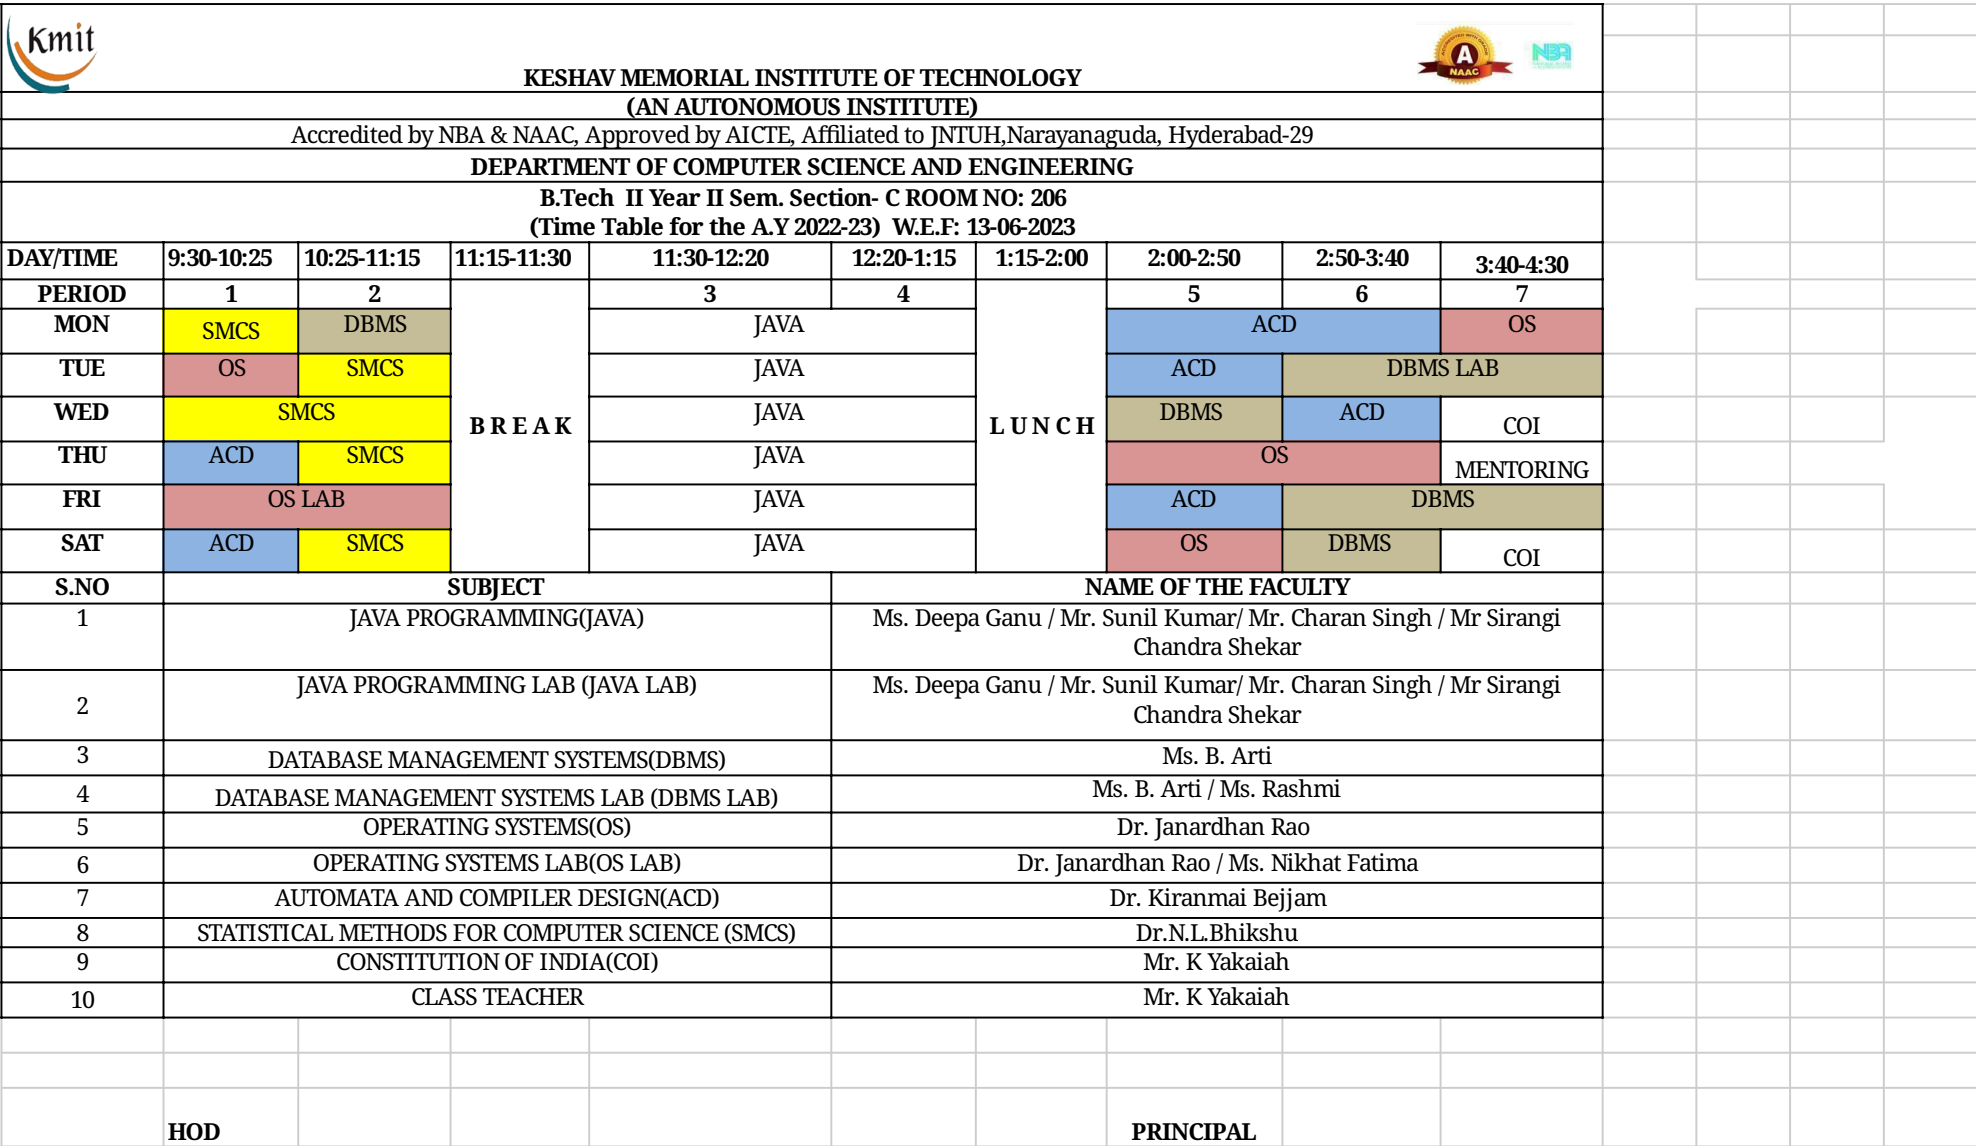 Kmit
A
NAAC
NBA
KESHAV MEMORIAL INSTITUTE OF TECHNOLOGY
(AN AUTONOMOUS INSTITUTE)
Accredited by NBA & NAAC, Approved by AICTE, Affiliated to JNTUH,Narayanaguda, Hyderabad-29
DEPARTMENT OF COMPUTER SCIENCE AND ENGINEERING
B.Tech II Year II Sem. Section- C ROOM NO: 206
(Time Table for the A.Y 2022-23) W.E.F: 13-06-2023
DAY/TIME 9:30-10:25 10:25-11:15 11:15-11:30 11:30-12:20 12:20-1:15 1:15-2:00 2:00-2:50 2:50-3:40 3:40-4:30
PERIOD 1 2 3 4 5 6 7
MON SMCS DBMS JAVA ACD OS
TUE OS SMCS JAVA ACD DBMS LAB
WED SMCS B R E A K JAVA L U N C H DBMS ACD COI
THU ACD SMCS JAVA OS MENTORING
FRI OS LAB JAVA ACD DBMS
SAT ACD SMCS JAVA OS DBMS COI
S.NO SUBJECT NAME OF THE FACULTY
1 JAVA PROGRAMMING(JAVA) Ms. Deepa Ganu / Mr. Sunil Kumar/ Mr. Charan Singh / Mr Sirangi
Chandra Shekar
2 JAVA PROGRAMMING LAB (JAVA LAB) Ms. Deepa Ganu / Mr. Sunil Kumar/ Mr. Charan Singh / Mr Sirangi
Chandra Shekar
3 DATABASE MANAGEMENT SYSTEMS(DBMS) Ms. B. Arti
4 DATABASE MANAGEMENT SYSTEMS LAB (DBMS LAB) Ms. B. Arti / Ms. Rashmi
5 OPERATING SYSTEMS(OS) Dr. Janardhan Rao
6 OPERATING SYSTEMS LAB(OS LAB) Dr. Janardhan Rao / Ms. Nikhat Fatima
7 AUTOMATA AND COMPILER DESIGN(ACD) Dr. Kiranmai Bejjam
8 STATISTICAL METHODS FOR COMPUTER SCIENCE (SMCS) Dr.N.L.Bhikshu
9 CONSTITUTION OF INDIA(COI) Mr. K Yakaiah
10 CLASS TEACHER Mr. K Yakaiah
HOD PRINCIPAL